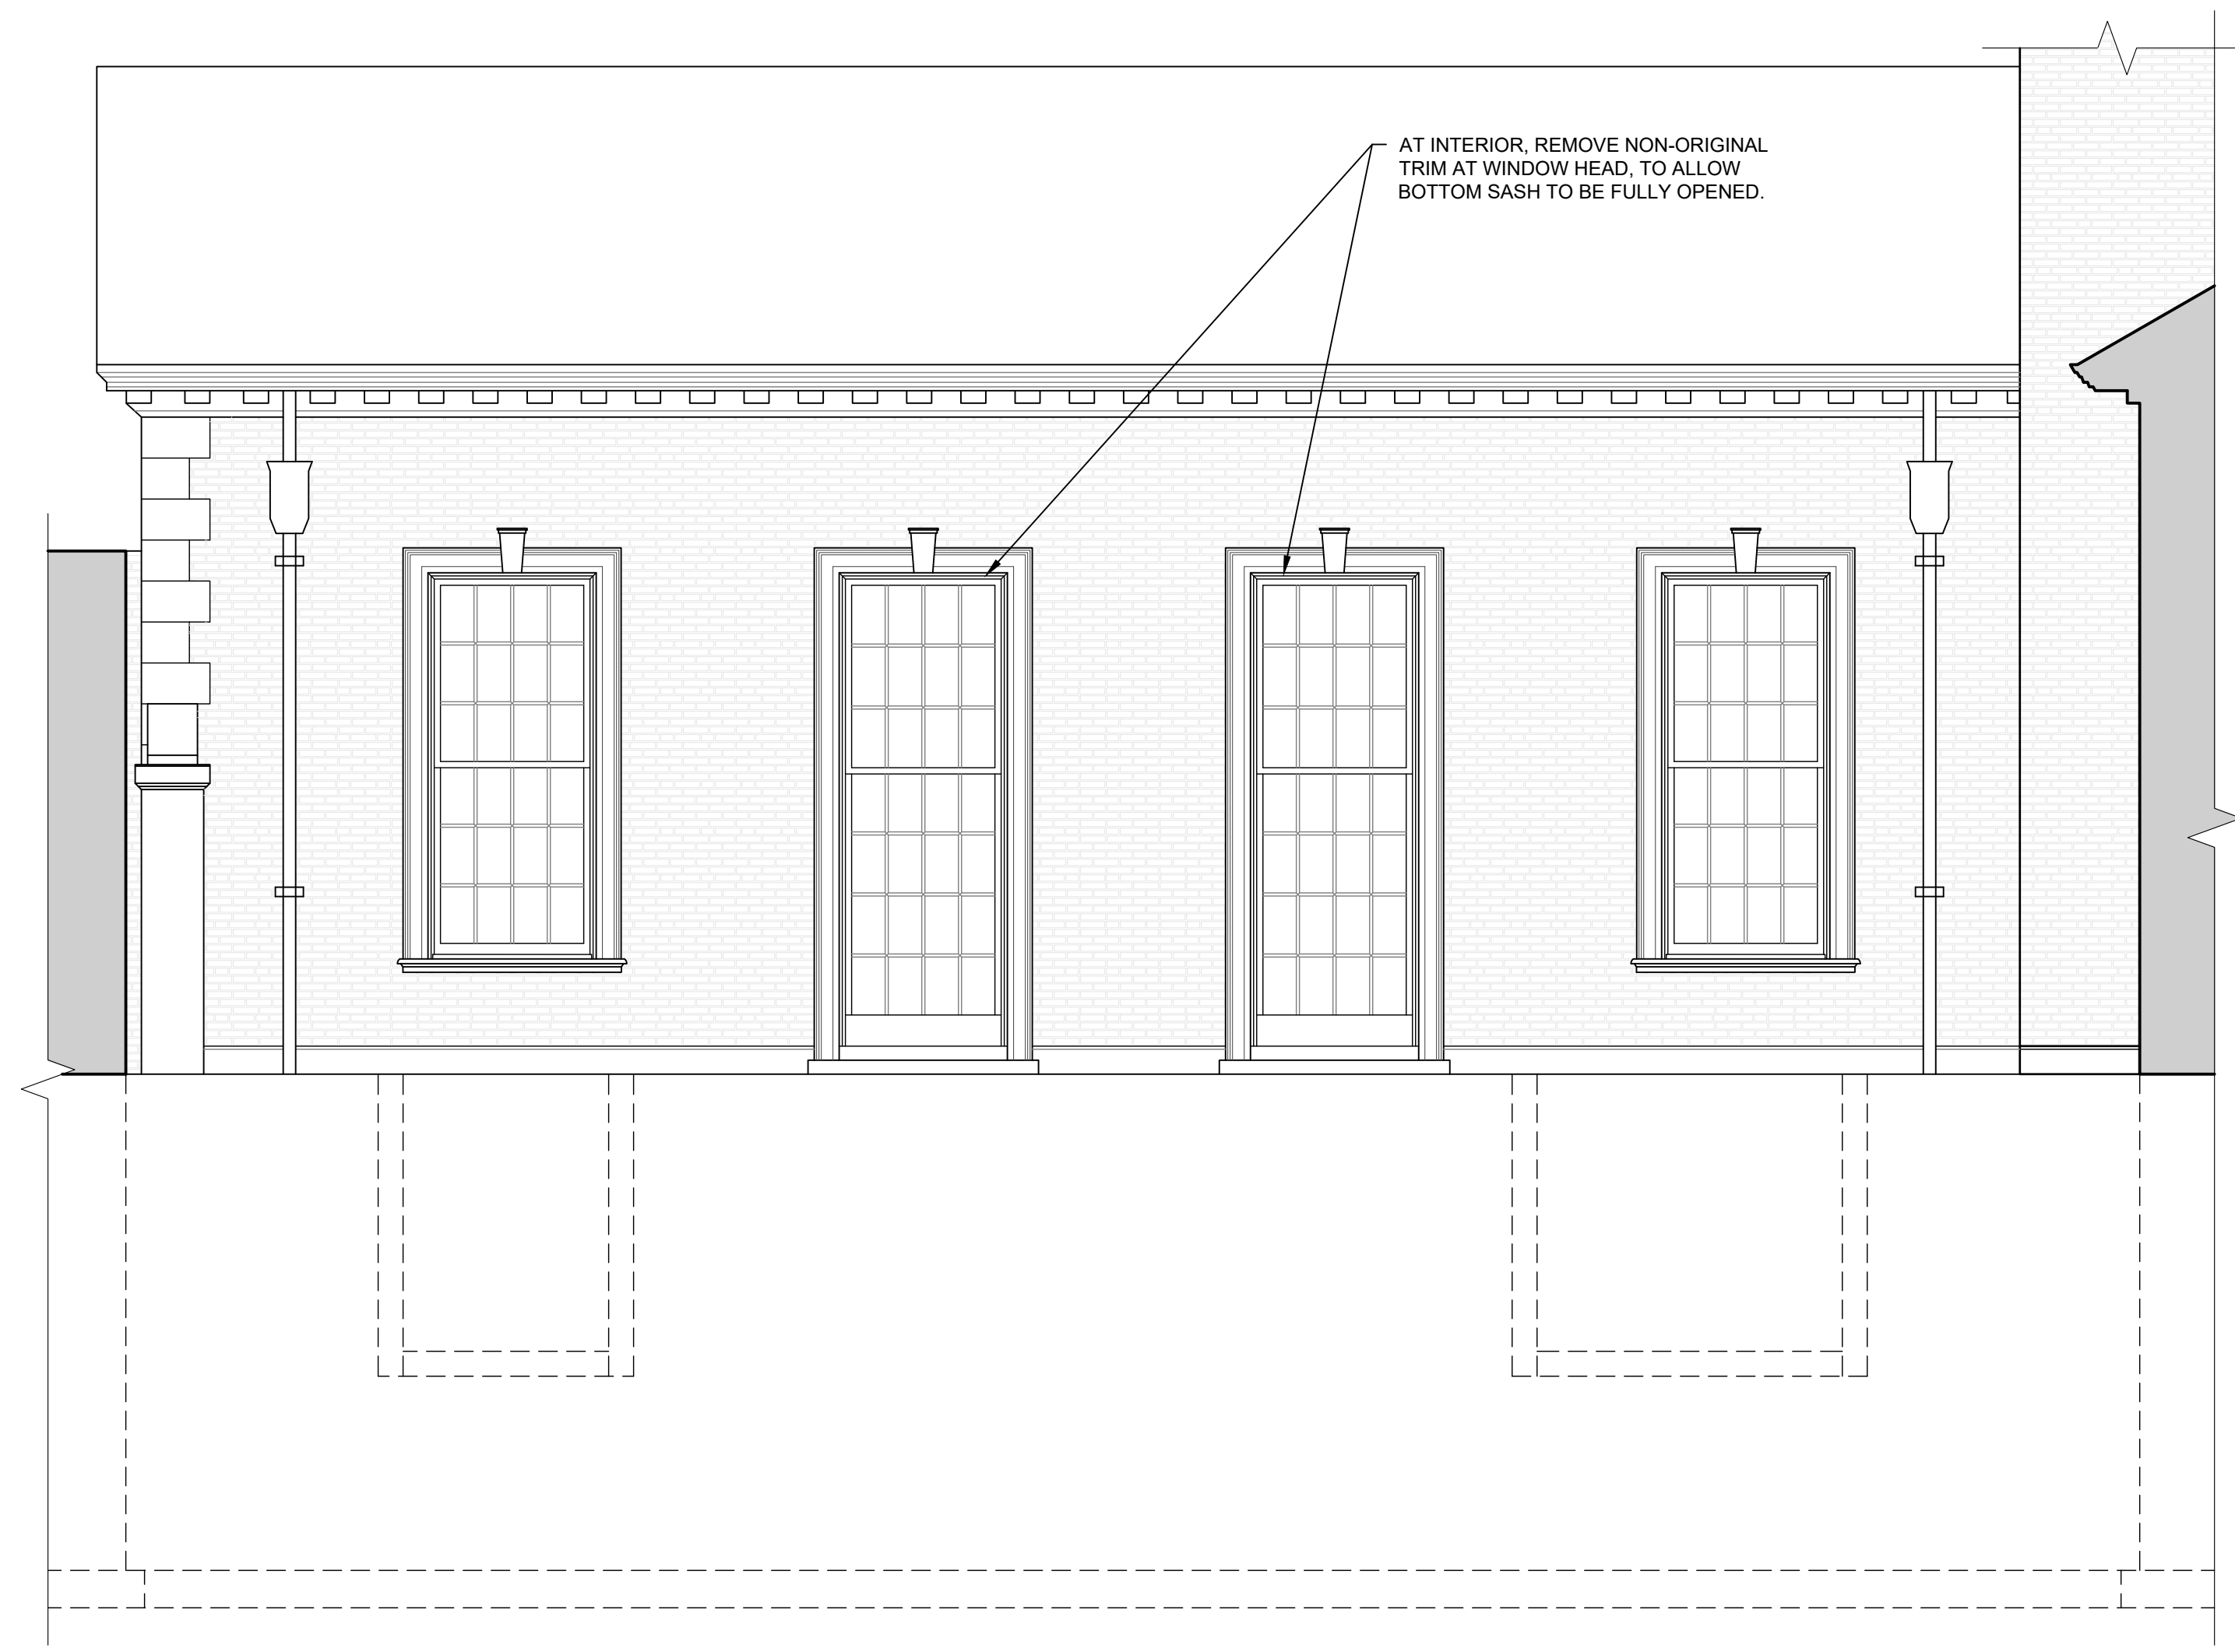 AT INTERIOR, REMOVE NON-ORIGINAL
TRIM AT WINDOW HEAD, TO ALLOW
BOTTOM SASH TO BE FULLY OPENED.